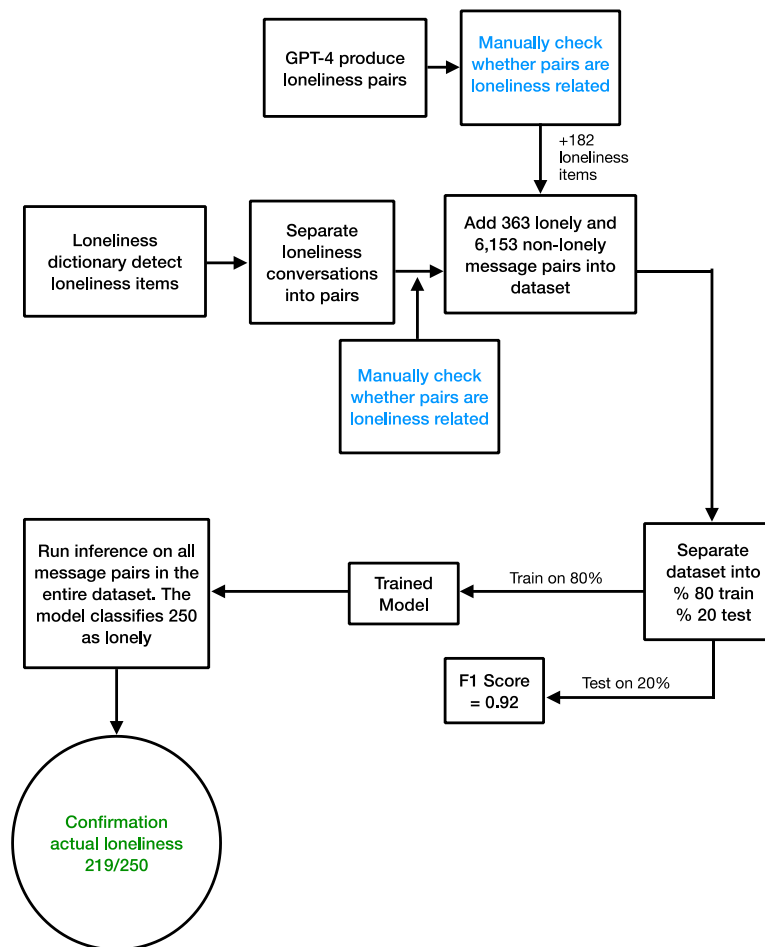 GPT-4 produce
loneliness pairs
Manually check
whether pairs are
loneliness related
+182
loneliness
items
Loneliness
dictionary detect
loneliness items
Separate
loneliness
conversations
into pairs
Add 363 lonely and
6,153 non-lonely
message pairs into
dataset
Manually check
whether pairs are
loneliness related
Separate
dataset into
% 80 train
% 20 test
Train on 80%
Trained
Model
Run inference on all
message pairs in the
entire dataset. The
model classifies 250
as lonely
Test on 20%
F1 Score
= 0.92
Confirmation
actual loneliness
219/250